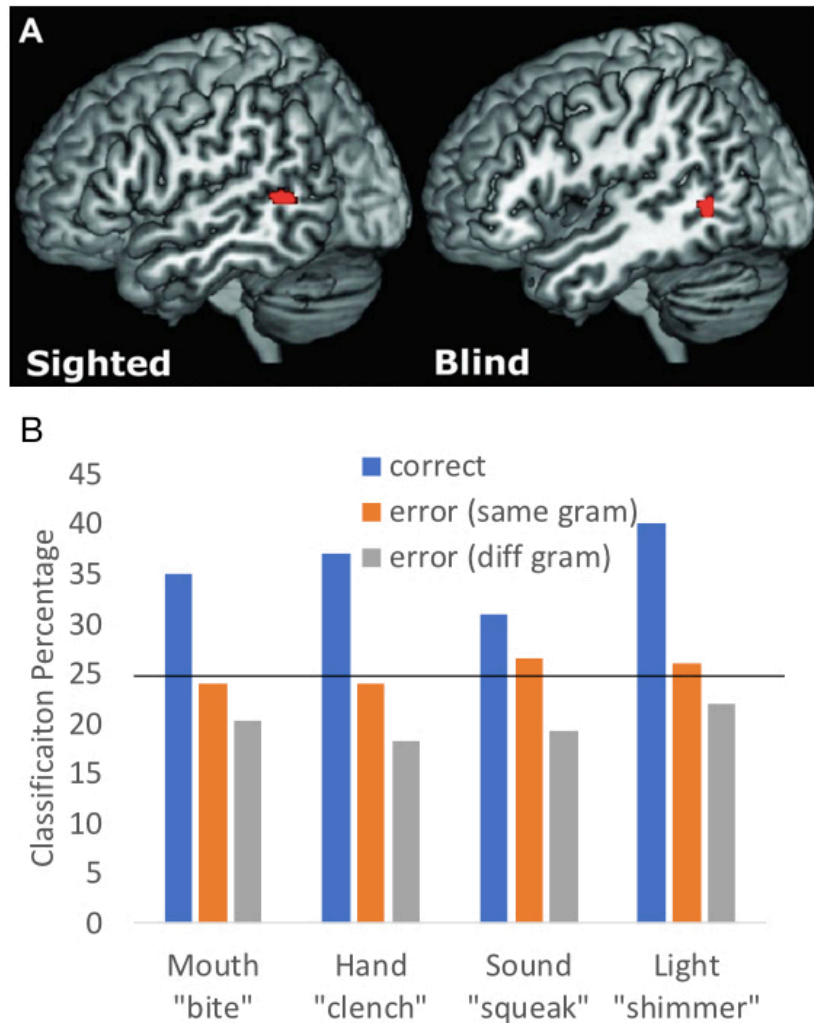 A
Sighted Blind
B
correct
error (same gram)
error (diff gram)
Classificaiton Percentage
45
40
35
30
25
20
15
10
5
0
Mouth Hand Sound Light
"bite" "clench" "squeak" "shimmer"